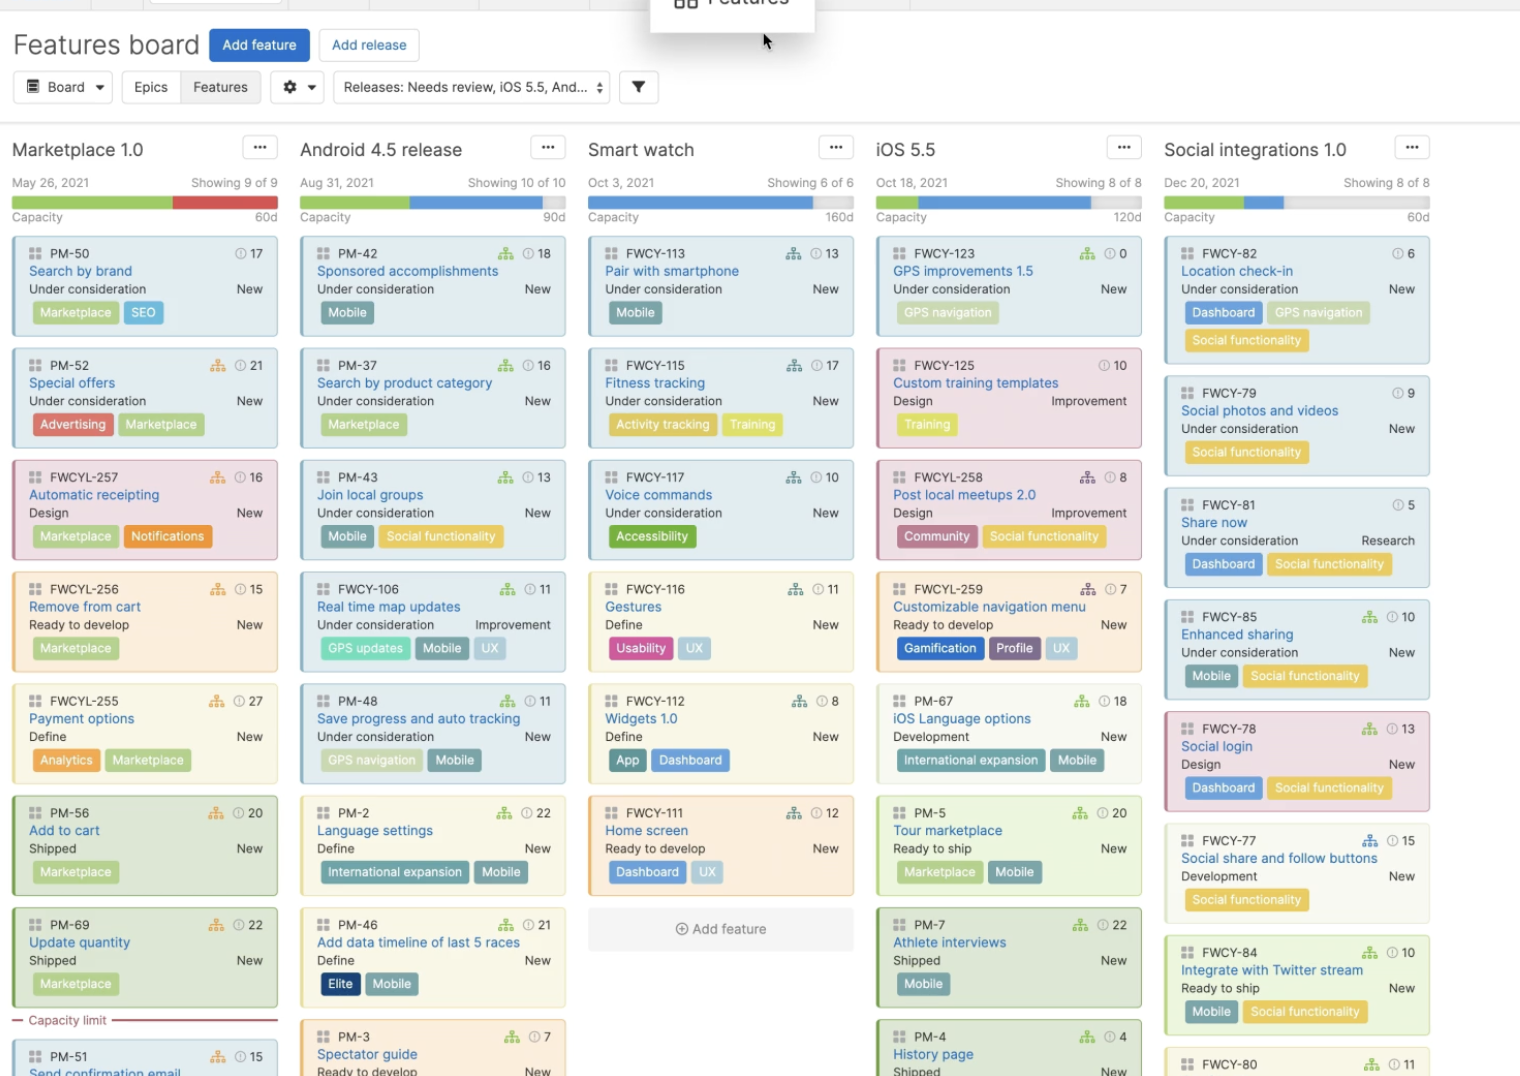 Features
Features board
Add feature
Add release
Board
Epics
Features
Releases: Needs review, iOS 5.5, And...
Marketplace 1.0
...
May 26, 2021
Showing 9 of 9
Capacity
60d
PM-50
17
Search by brand
Under consideration
New
Marketplace
SEO
PM-52
21
Special offers
Under consideration
New
Advertising
Marketplace
FWCYL-257
16
Automatic receipting
Design
New
Marketplace
Notifications
FWCYL-256
15
Remove from cart
Ready to develop
New
Marketplace
FWCYL-255
27
Payment options
Define
New
Analytics
Marketplace
PM-56
20
Add to cart
Shipped
New
Marketplace
PM-69
22
Update quantity
Shipped
New
Marketplace
Capacity limit
PM-51
15
Send confirmation email
Android 4.5 release
...
Aug 31, 2021
Showing 10 of 10
Capacity
90d
PM-42
18
Sponsored accomplishments
Under consideration
New
Mobile
PM-37
16
Search by product category
Under consideration
New
Marketplace
PM-43
13
Join local groups
Under consideration
New
Mobile
Social functionality
FWCY-106
11
Real time map updates
Under consideration
Improvement
GPS updates
Mobile
UX
PM-48
11
Save progress and auto tracking
Under consideration
New
GPS navigation
Mobile
PM-2
22
Language settings
Define
New
International expansion
Mobile
PM-46
21
Add data timeline of last 5 races
Define
New
Elite
Mobile
PM-3
7
Spectator guide
Ready to develop
New
Smart watch
...
Oct 3, 2021
Showing 6 of 6
Capacity
160d
FWCY-113
13
Pair with smartphone
Under consideration
New
Mobile
FWCY-115
17
Fitness tracking
Under consideration
New
Activity tracking
Training
FWCY-117
10
Voice commands
Under consideration
New
Accessibility
FWCY-116
11
Gestures
Define
New
Usability
UX
FWCY-112
8
Widgets 1.0
Define
New
App
Dashboard
FWCY-111
12
Home screen
Ready to develop
New
Dashboard
UX
Add feature
iOS 5.5
...
Oct 18, 2021
Showing 8 of 8
Capacity
120d
FWCY-123
0
GPS improvements 1.5
Under consideration
New
GPS navigation
FWCY-125
10
Custom training templates
Design
Improvement
Training
FWCYL-258
8
Post local meetups 2.0
Design
Improvement
Community
Social functionality
FWCYL-259
7
Customizable navigation menu
Ready to develop
New
Gamification
Profile
UX
PM-67
18
iOS Language options
Development
New
International expansion
Mobile
PM-5
20
Tour marketplace
Ready to ship
New
Marketplace
Mobile
PM-7
22
Athlete interviews
Shipped
New
Mobile
PM-4
4
History page
Shipped
New
Social integrations 1.0
...
Dec 20, 2021
Showing 8 of 8
Capacity
60d
FWCY-82
6
Location check-in
Under consideration
New
Dashboard
GPS navigation
Social functionality
FWCY-79
9
Social photos and videos
Under consideration
New
Social functionality
FWCY-81
5
Share now
Under consideration
Research
Dashboard
Social functionality
FWCY-85
10
Enhanced sharing
Under consideration
New
Mobile
Social functionality
FWCY-78
13
Social login
Design
New
Dashboard
Social functionality
FWCY-77
15
Social share and follow buttons
Development
New
Social functionality
FWCY-84
10
Integrate with Twitter stream
Ready to ship
New
Mobile
Social functionality
FWCY-80
11